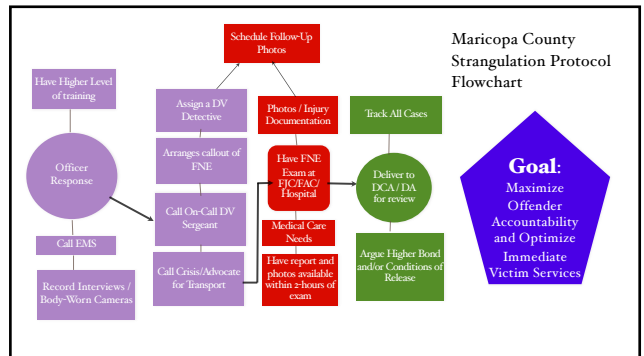 Schedule Follow-Up
Photos
Maricopa County
Strangulation Protocol
Flowchart
Have Higher Level
of training
Assign a DV
Detective
Photos / Injury
Documentation
Track All Cases
Officer
Response
Arranges callout of
FNE
Have FNE
Exam at
FJC/FAC/
Hospital
Deliver to
DCA / DA
for review
Goal:
Maximize
Offender
Accountability
and Optimize
Immediate
Victim Services
Call EMS
Call On-Call DV
Sergeant
Medical Care
Needs
Record Interviews /
Body-Worn Cameras
Call Crisis/Advocate
for Transport
Have report and
photos available
within 2-hours of
exam
Argue Higher Bond
and/or Conditions of
Release